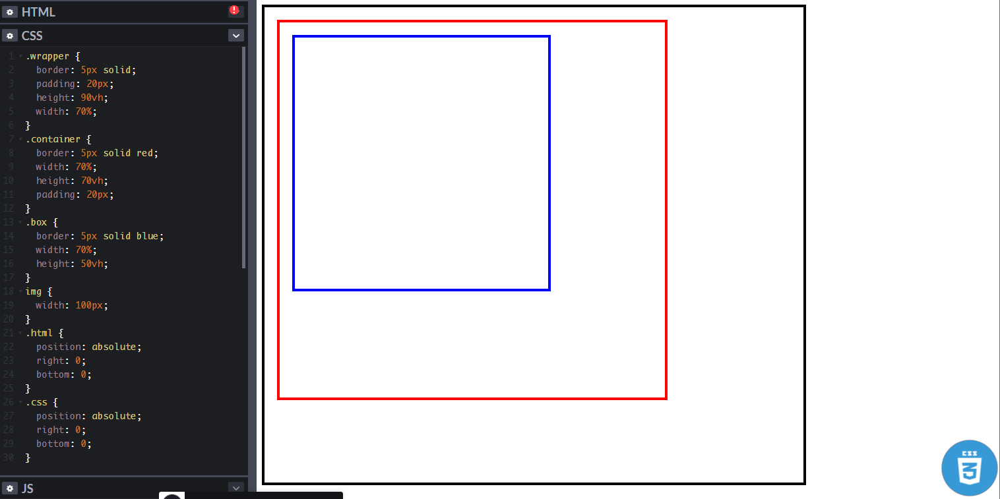 HTML
CSS
1 .wrapper {
2 border: 5px solid;
3 padding: 20px;
4 height: 90vh;
5 width: 70%;
6 }
7 .container {
8 border: 5px solid red;
9 width: 70%;
10 height: 70vh;
11 padding: 20px;
12 }
13 .box {
14 border: 5px solid blue;
15 width: 70%;
16 height: 50vh;
17 }
18 img {
19 width: 100px;
20 }
21 .html {
22 position: absolute;
23 right: 0;
24 bottom: 0;
25 }
26 .css {
27 position: absolute;
28 right: 0;
29 bottom: 0;
30 }
JS
CSS
3